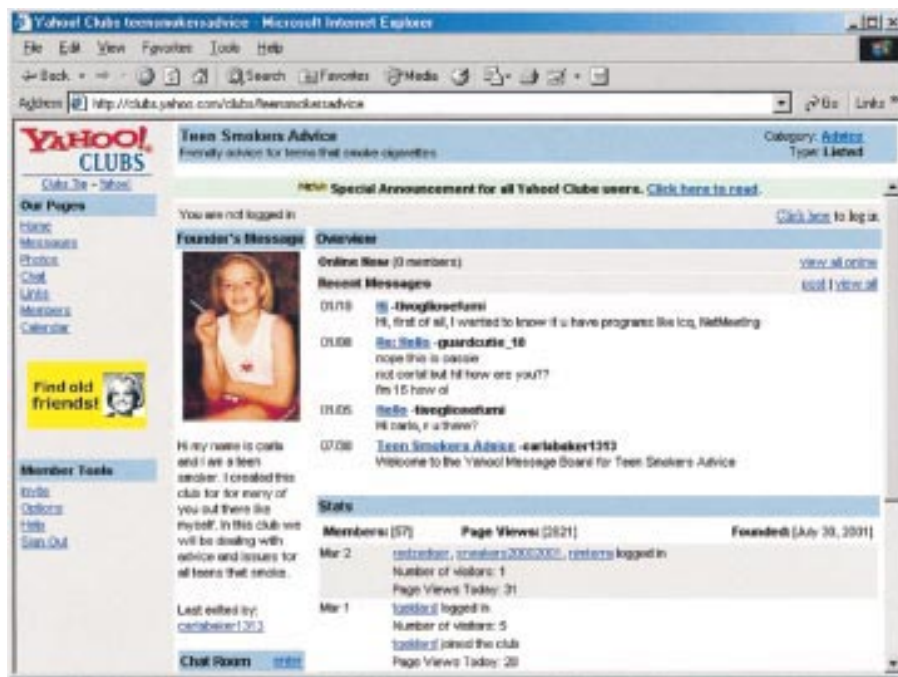 Yahoo! Clubs teensmokersadvice - Microsoft Internet Explorer
File Edit View Favorites Tools Help
Back Search Favorites Media
Address http://clubs.yahoo.com/clubs/teensmokersadvice Go Links
YAHOO!
CLUBS
Clubs Top - Yahoo!
Teen Smokers Advice
Friendly advice for teens that smoke cigarettes
Category: Advice
Type: Listed
Special Announcement for all Yahoo! Clubs users. Click here to read.
Our Pages
Home
Messages
Photos
Chat
Links
Members
Calendar
Find old
friends!
Member Tools
Invite
Options
Help
Sign Out
You are not logged in
Click here to log in
Founder's Message
Hi my name is carla
and I am a teen
smoker. I created this
club for for many of
you out there like
myself. In this club we
will be dealing with
advice and issues for
all teens that smoke.
Last edited by:
carlabaker1313
Chat Room enter
Overview
Online Now (0 members) view all online
Recent Messages post | view all
01/10 Hi -tivogliosefumi
Hi, first of all, I wanted to know if u have programs like Icq, NetMeeting
Re: Hello -guardcutie_18
nope this is cassie
not carla! but hi! how are you??
Im 15 how ol
01/05 Hello -tivogliosefumi
Hi carla, r u there?
Teen Smokers Advice -carlabaker1313
Welcome to the Yahoo! Message Board for Teen Smokers Advice
Stats
Members: [57] Page Views: [2821] Founded: [July 30, 2001]
Mar 2 logged in
Number of visitors: 1
Page Views Today: 31
Mar 1 logged in
Number of visitors: 5
joined the club
Page Views Today: 28